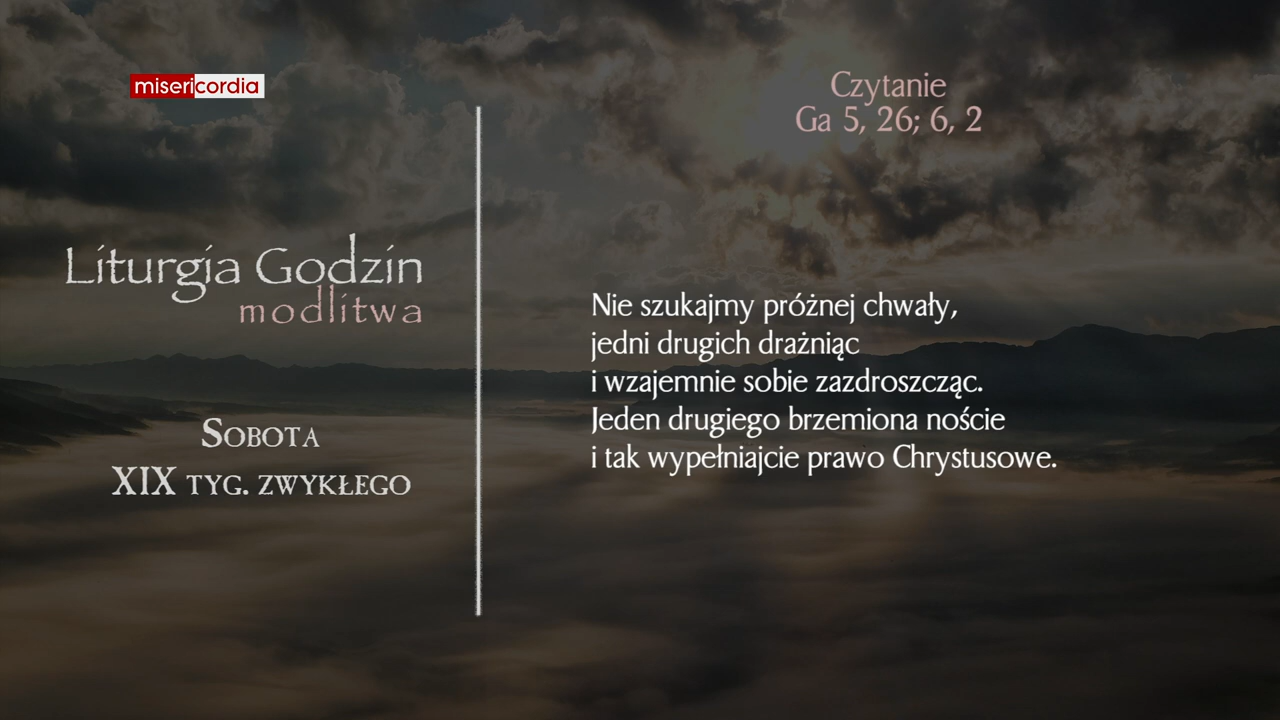 misericordia
Liturgia Godzin
modlitwa
Sobota
XIX tyg. zwykłego
Czytanie
Ga 5, 26; 6, 2
Nie szukajmy próżnej chwały,
jedni drugich drażniąc
i wzajemnie sobie zazdroszcząc.
Jeden drugiego brzemiona noście
i tak wypełniajcie prawo Chrystusowe.